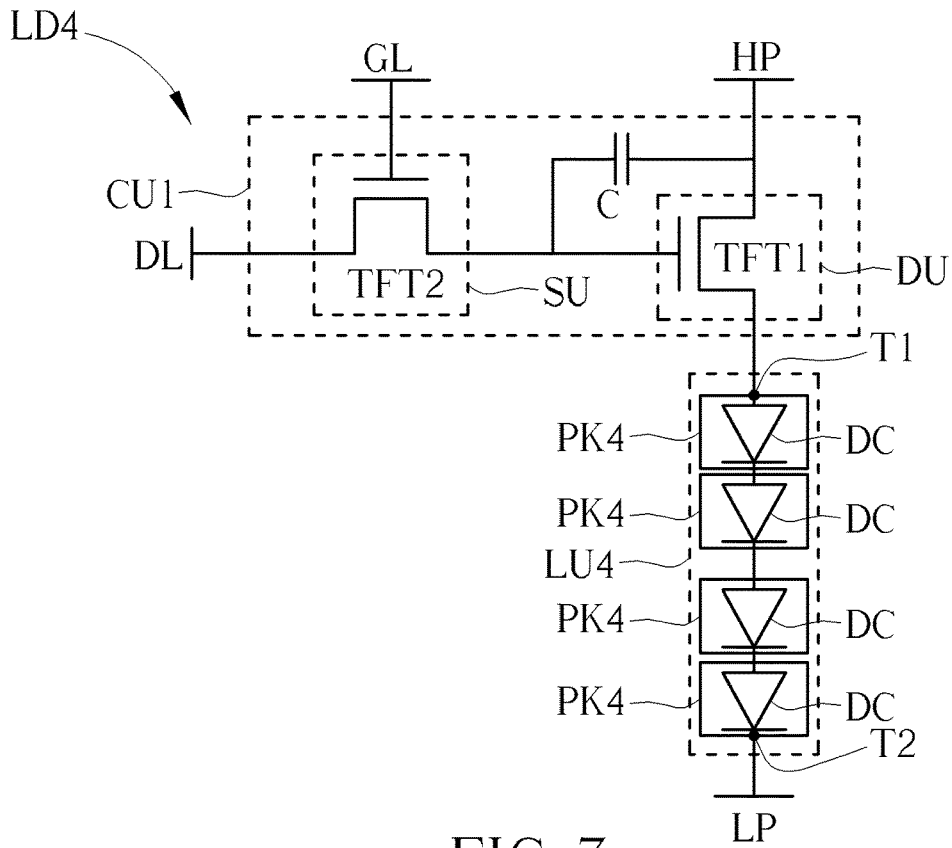 LD4
GL
HP
CU1
C
DL
TFT2
SU
TFT1
DU
T1
PK4
DC
PK4
DC
LU4
PK4
DC
PK4
DC
T2
LP
FIG. 7